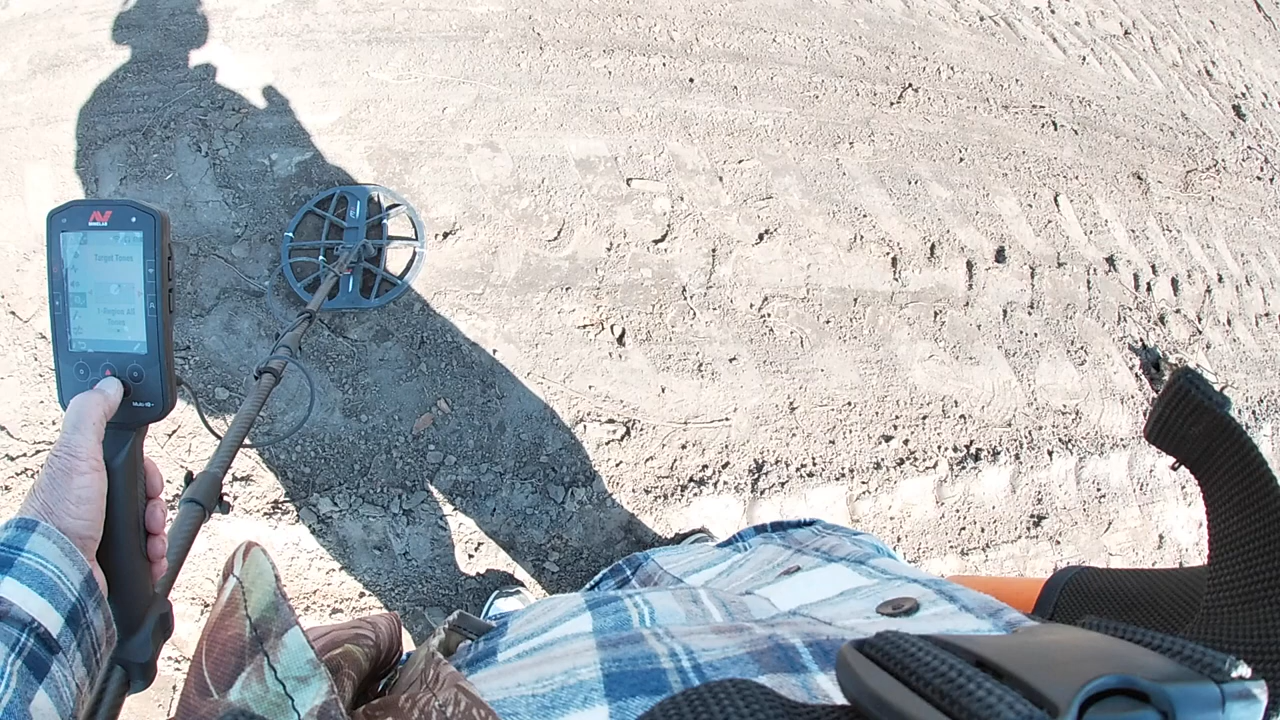 MINELAB
Target Tones
1-Region All
Tones
Multi-IQ+